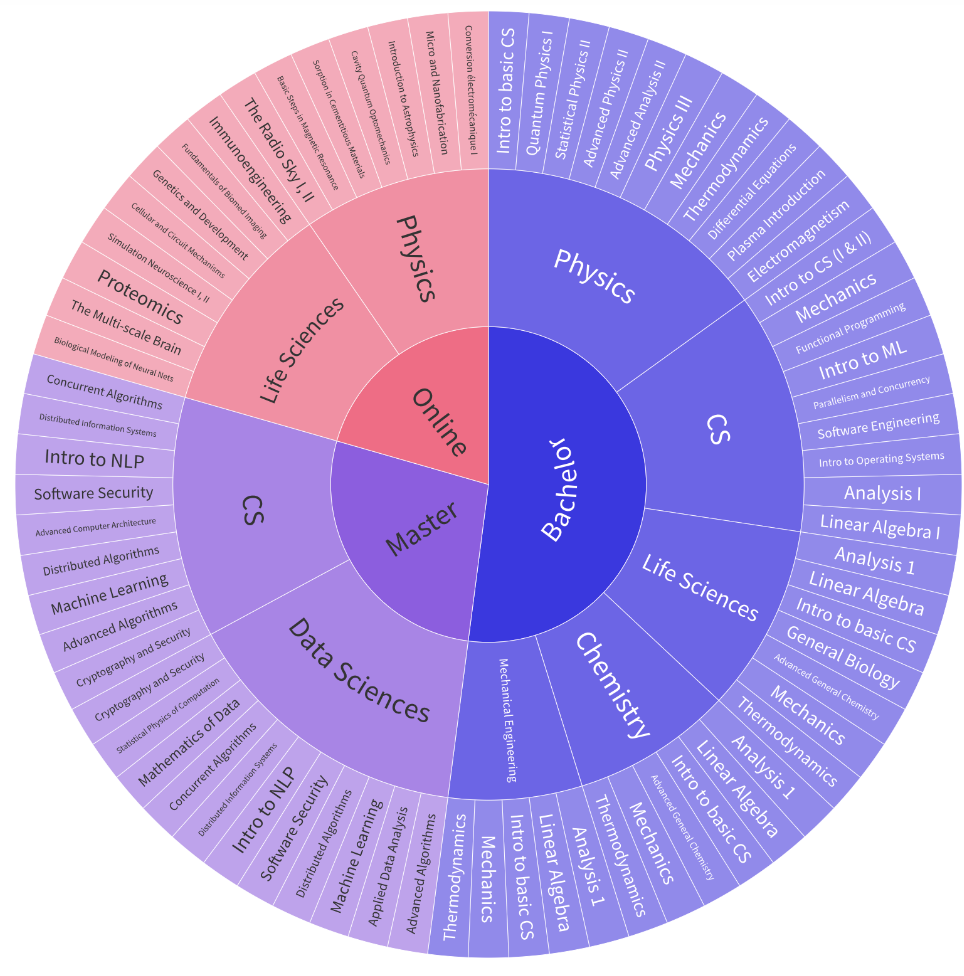 Bachelor
Physics
Intro to basic CS
Quantum Physics I
Statistical Physics II
Advanced Physics II
Advanced Analysis II
Physics III
Mechanics
Thermodynamics
Differential Equations
Plasma Introduction
Electromagnetism
CS
Intro to CS (I & II)
Mechanics
Functional Programming
Intro to ML
Parallelism and Concurrency
Software Engineering
Intro to Operating Systems
Analysis I
Linear Algebra I
Life Sciences
Analysis 1
Linear Algebra
Intro to basic CS
General Biology
Advanced General Chemistry
Mechanics
Thermodynamics
Chemistry
Analysis 1
Linear Algebra
Intro to basic CS
Advanced General Chemistry
Mechanics
Thermodynamics
Mechanical Engineering
Analysis 1
Linear Algebra
Intro to basic CS
Mechanics
Thermodynamics
Master
Data Sciences
Advanced Algorithms
Applied Data Analysis
Machine Learning
Distributed Algorithms
Software Security
Intro to NLP
Distributed Information Systems
Concurrent Algorithms
Mathematics of Data
Statistical Physics of Computation
Cryptography and Security
CS
Cryptography and Security
Advanced Algorithms
Machine Learning
Distributed Algorithms
Advanced Computer Architecture
Software Security
Intro to NLP
Distributed Information Systems
Concurrent Algorithms
Online
Life Sciences
Biological Modeling of Neural Nets
The Multi-scale Brain
Proteomics
Simulation Neuroscience I, II
Cellular and Circuit Mechanisms
Genetics and Development
Fundamentals of Biomed Imaging
Immunoengineering
Physics
The Radio Sky I, II
Basic Steps in Magnetic Resonance
Sorption in Cementitious Materials
Cavity Quantum Optomechanics
Introduction to Astrophysics
Micro and Nanofabrication
Conversion électromécanique I